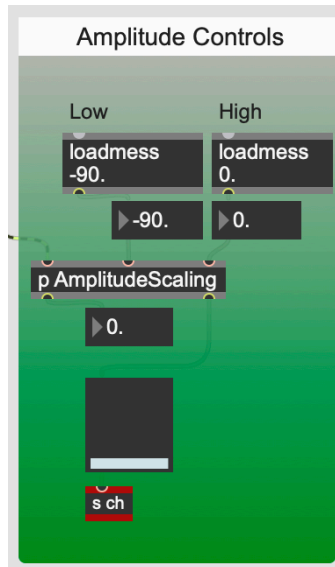 Amplitude Controls
Low High
loadmess loadmess
-90. 0.
-90. 0.
p AmplitudeScaling
0.
s ch